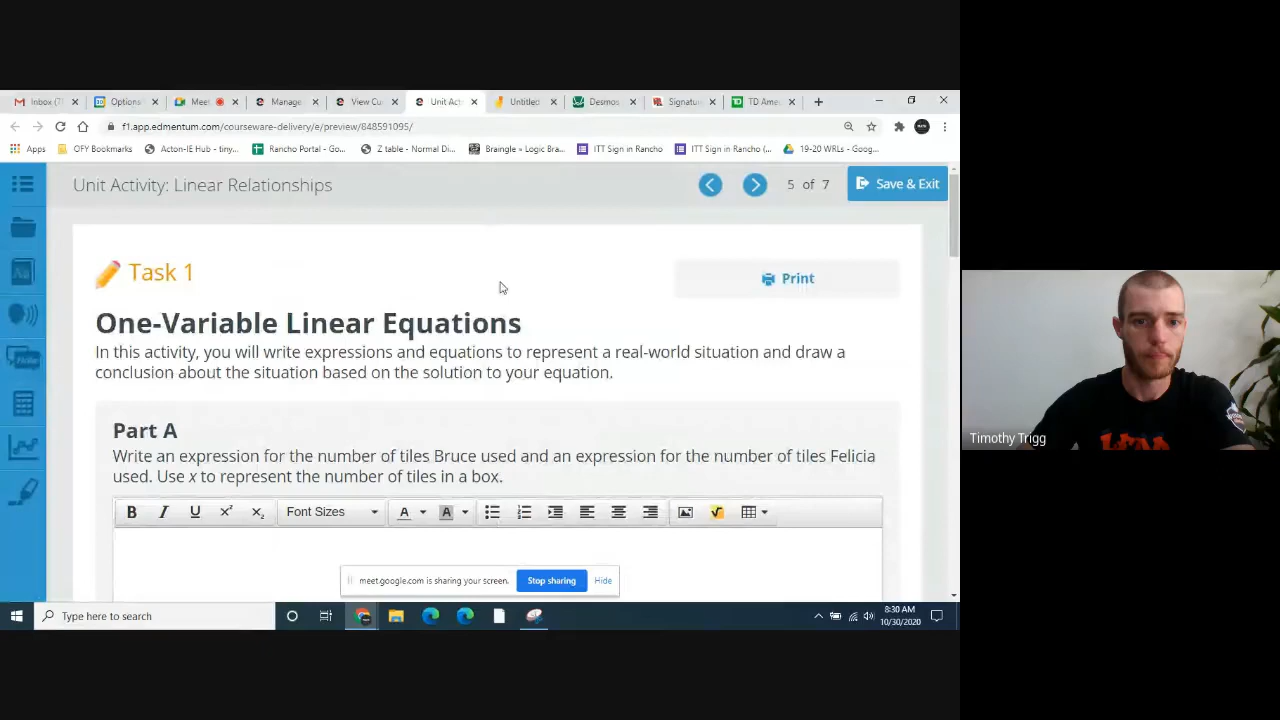 Inbox (7
Options
Meet
Manage
View Cu
Unit Act
Untitled
Desmos
Signatur
TD Ame
f1.app.edmentum.com/courseware-delivery/e/preview/848591095/
Apps
OFY Bookmarks
Acton-IE Hub - tiny...
Rancho Portal - Go...
Z table - Normal Di...
Braingle » Logic Bra...
ITT Sign in Rancho
ITT Sign in Rancho (...
19-20 WRLs - Goog...
Unit Activity: Linear Relationships
5 of 7
Save & Exit
Task 1
Print
One-Variable Linear Equations
In this activity, you will write expressions and equations to represent a real-world situation and draw a
conclusion about the situation based on the solution to your equation.
Part A
Write an expression for the number of tiles Bruce used and an expression for the number of tiles Felicia
used. Use x to represent the number of tiles in a box.
B I U x² x₂ Font Sizes A A
meet.google.com is sharing your screen.
Stop sharing
Hide
Type here to search
8:30 AM
10/30/2020
Timothy Trigg